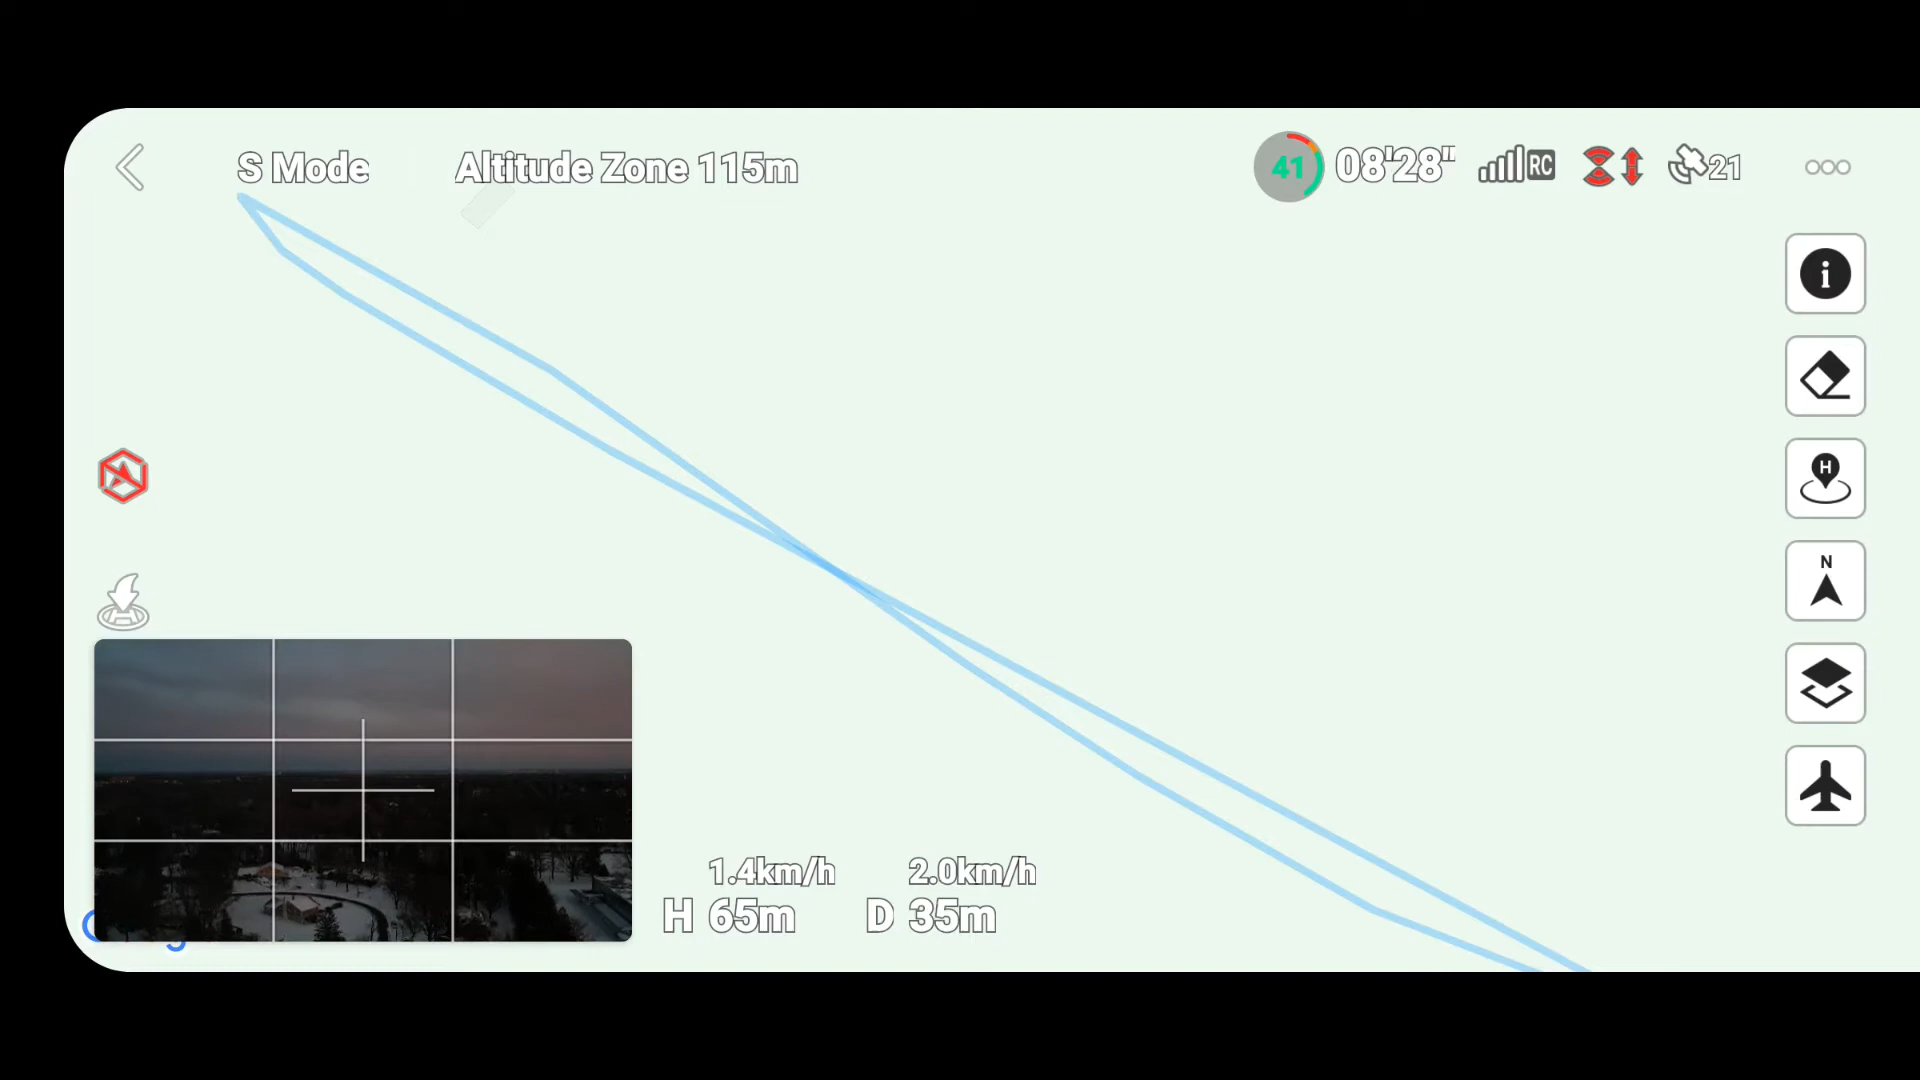 S Mode Altitude Zone 115m 41 08'28" RC 21
H
N
1.4km/h 2.0km/h
H 65m D 35m